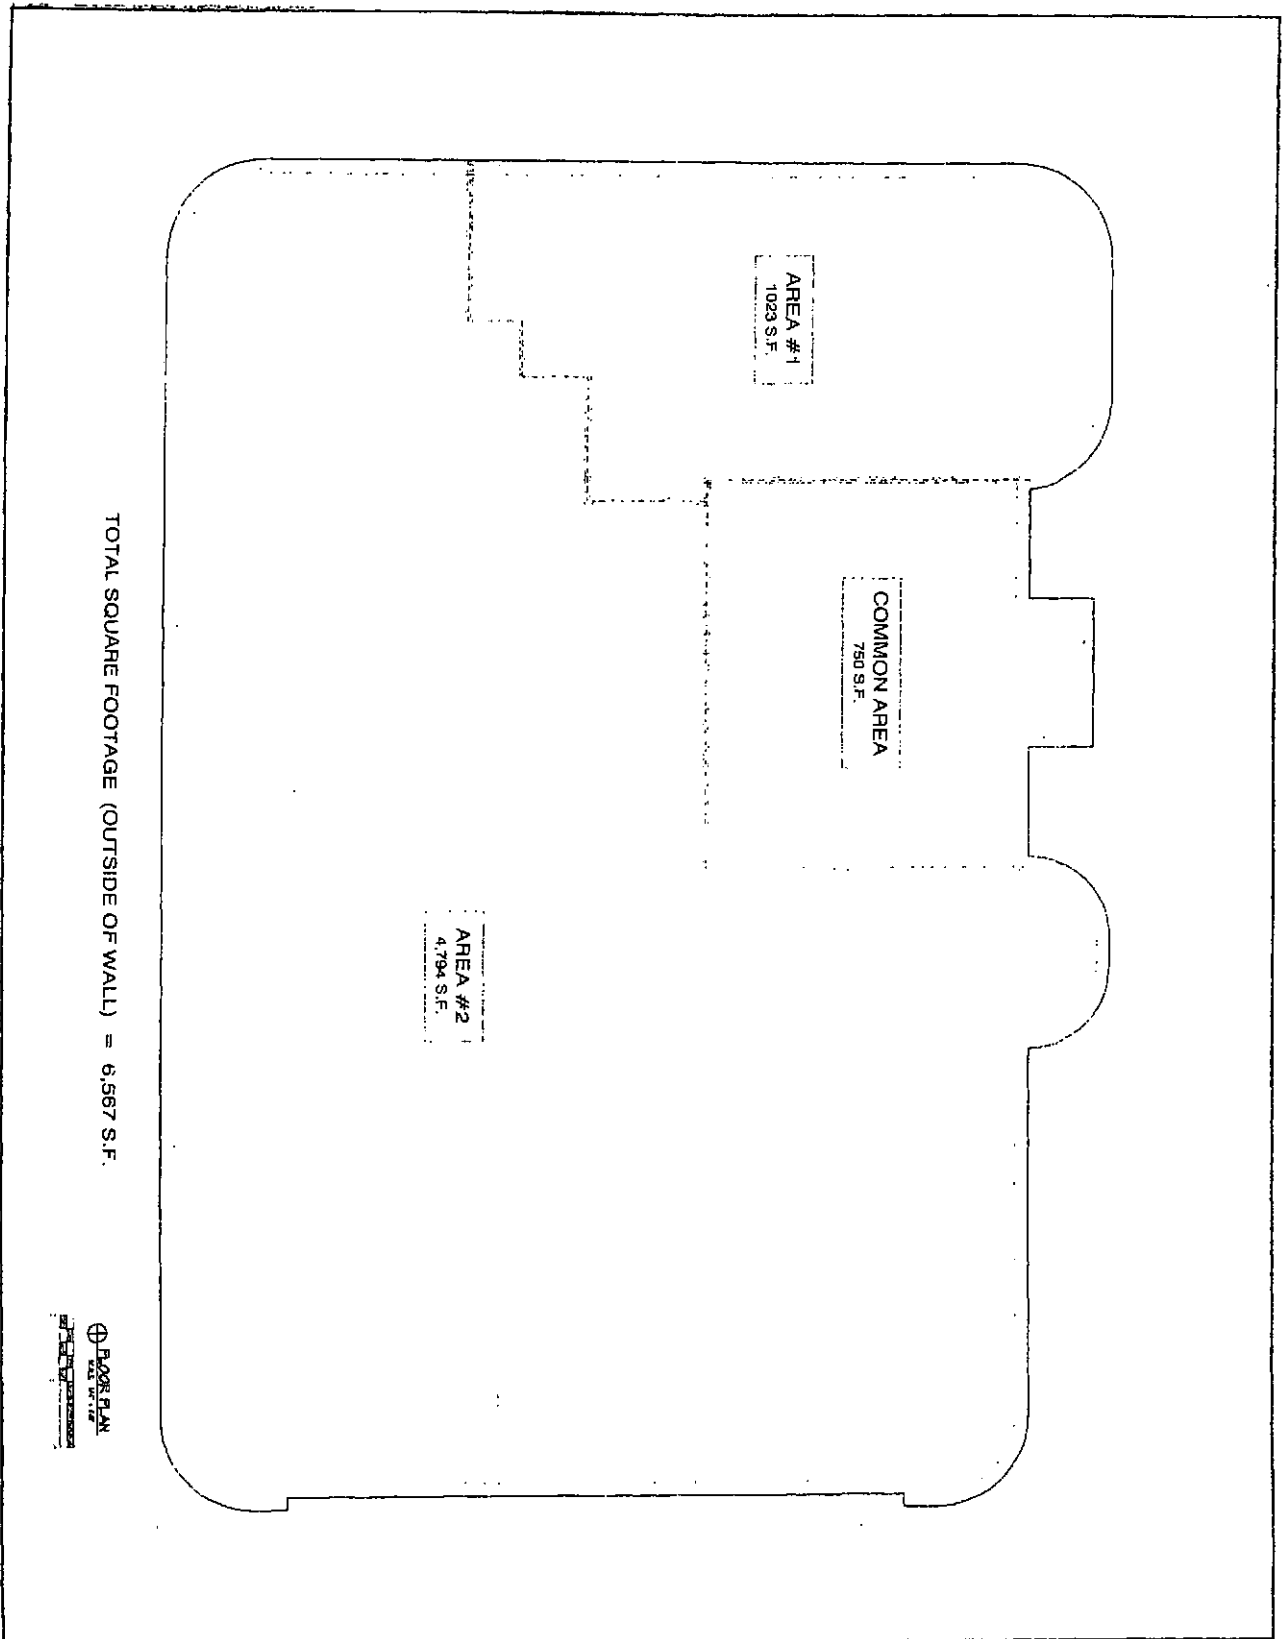 AREA #1
1023 S.F.
COMMON AREA
750 S.F.
AREA #2
4,794 S.F.
TOTAL SQUARE FOOTAGE (OUTSIDE OF WALL) = 6,567 S.F.
FLOOR PLAN